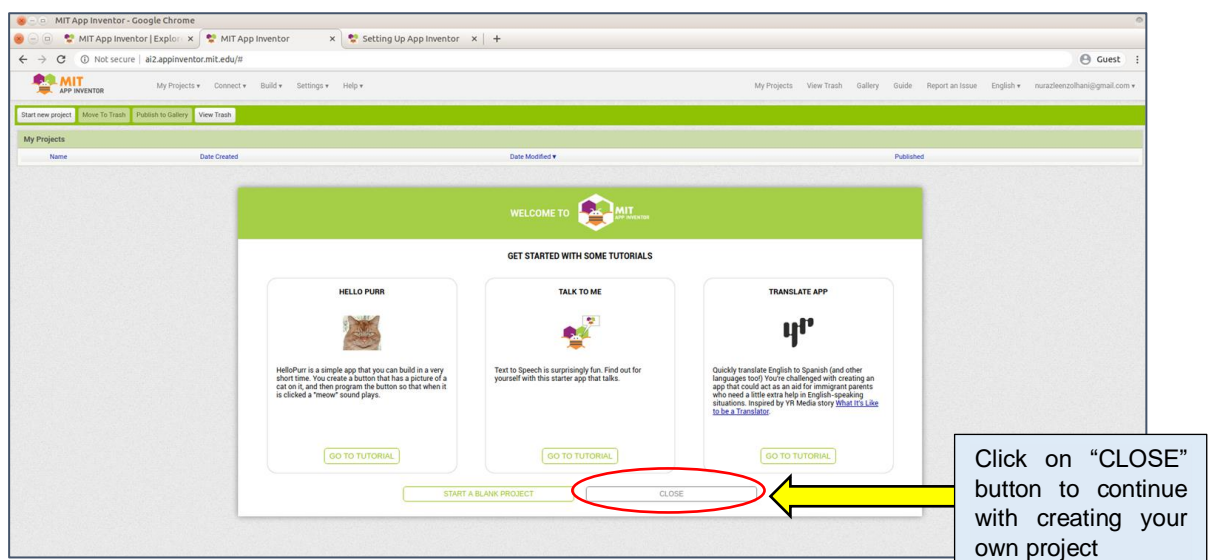 MIT App Inventor - Google Chrome
MIT App Inventor | Explor × MIT App Inventor × Setting Up App Inventor × +
Not secure | ai2.appinventor.mit.edu/# Guest
MIT APP INVENTOR My Projects Connect Build Settings Help My Projects View Trash Gallery Guide Report an Issue English nurazleenzolhani@gmail.com
Start new project Move To Trash Publish to Gallery View Trash
My Projects
Name Date Created Date Modified Published
WELCOME TO MIT APP INVENTOR
GET STARTED WITH SOME TUTORIALS
HELLO PURR
HelloPurr is a simple app that you can build in a very
short time. You create a button that has a picture of a
cat on it, and then program the button so that when it
is clicked a "meow" sound plays.
GO TO TUTORIAL
TALK TO ME
Text to Speech is surprisingly fun. Find out for
yourself with this starter app that talks.
GO TO TUTORIAL
TRANSLATE APP
yr
Quickly translate English to Spanish (and other
languages too!) You're challenged with creating an
app that could act as an aid for immigrant parents
who need a little extra help in English-speaking
situations. Inspired by YR Media story What It's Like
to be a Translator.
GO TO TUTORIAL
START A BLANK PROJECT CLOSE
Click on “CLOSE”
button to continue
with creating your
own project